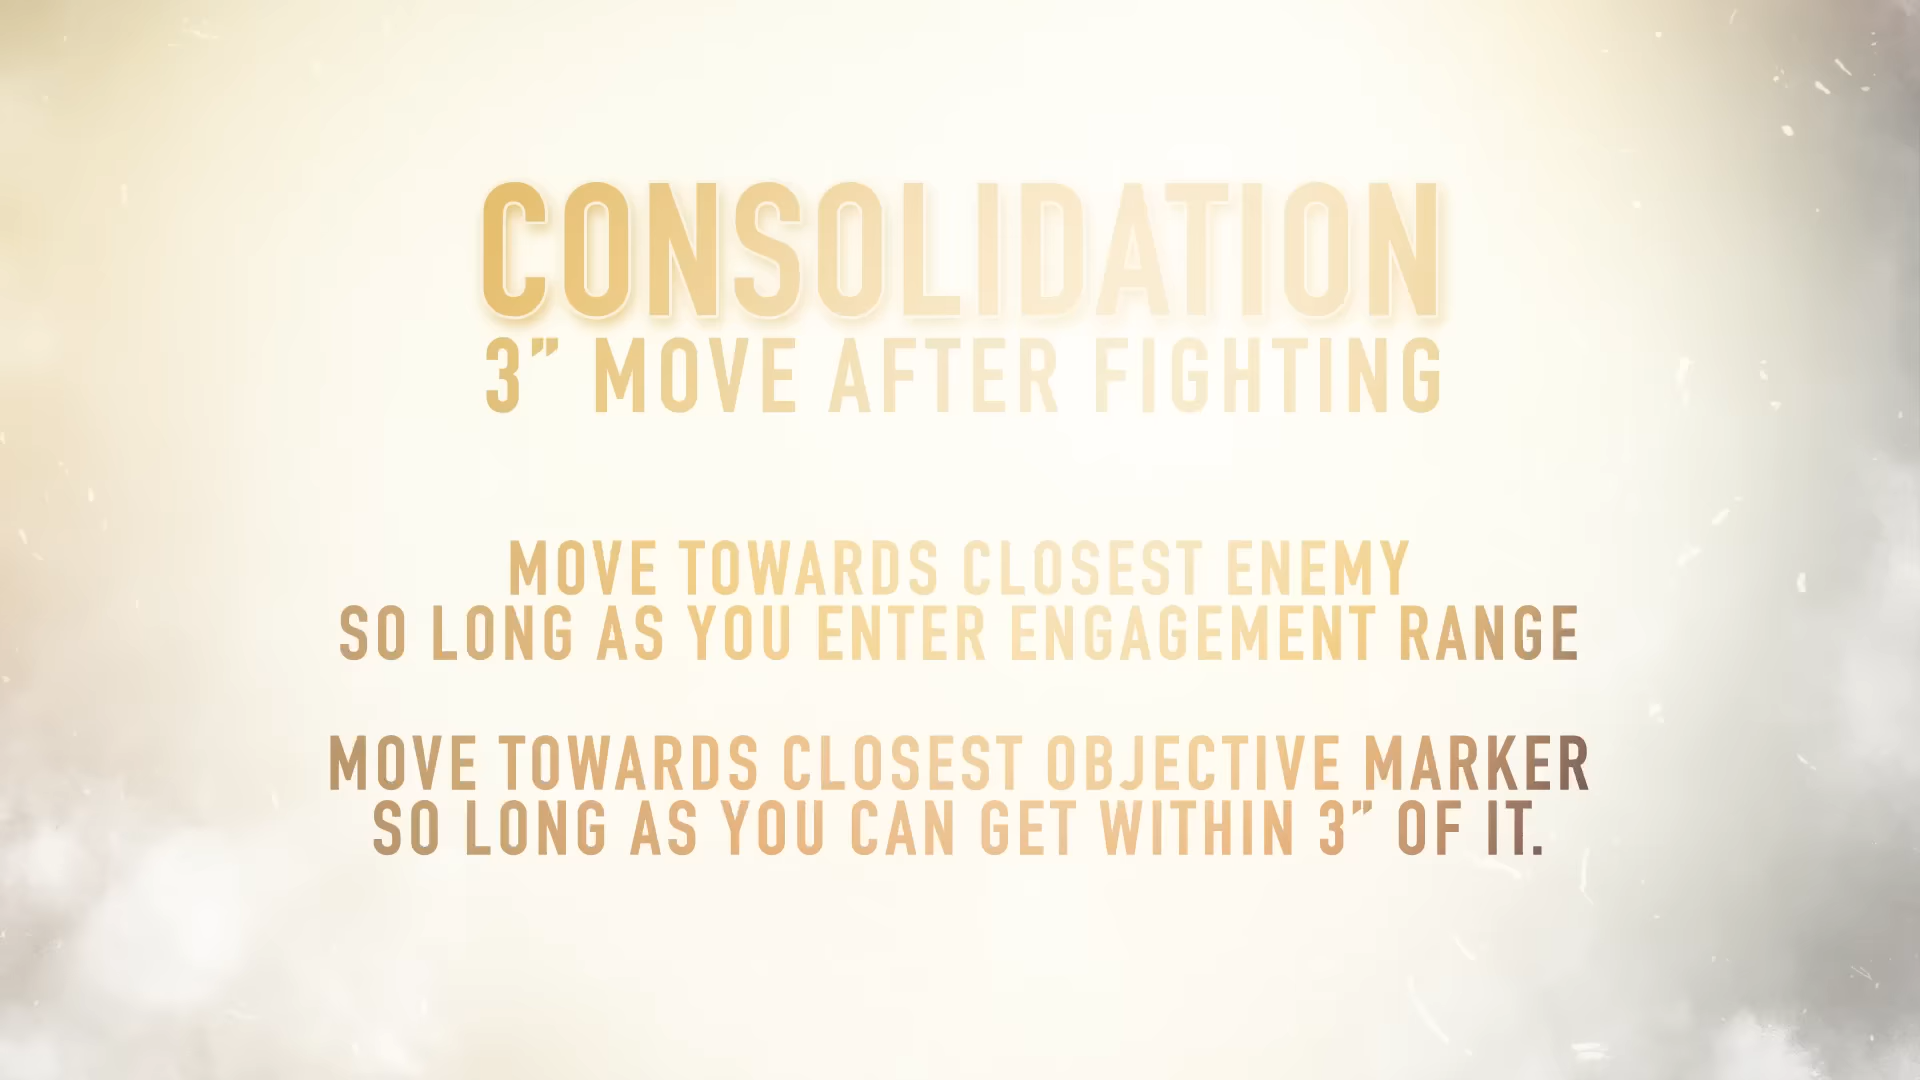 CONSOLIDATION
3” MOVE AFTER FIGHTING
MOVE TOWARDS CLOSEST ENEMY
SO LONG AS YOU ENTER ENGAGEMENT RANGE
MOVE TOWARDS CLOSEST OBJECTIVE MARKER
SO LONG AS YOU CAN GET WITHIN 3” OF IT.